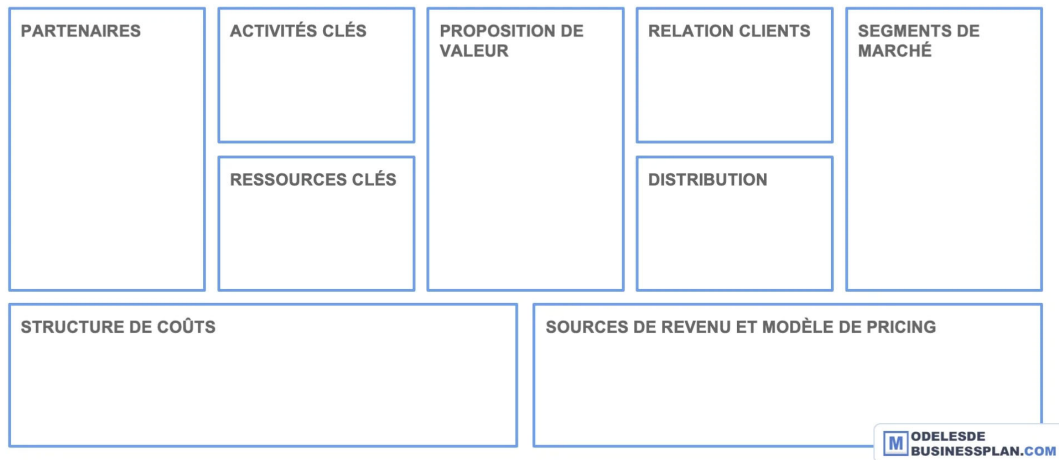 PARTENAIRES
ACTIVITÉS CLÉS
RESSOURCES CLÉS
PROPOSITION DE
VALEUR
RELATION CLIENTS
DISTRIBUTION
SEGMENTS DE
MARCHÉ
STRUCTURE DE COÛTS
SOURCES DE REVENU ET MODÈLE DE PRICING
M ODELESDE
BUSINESSPLAN.COM